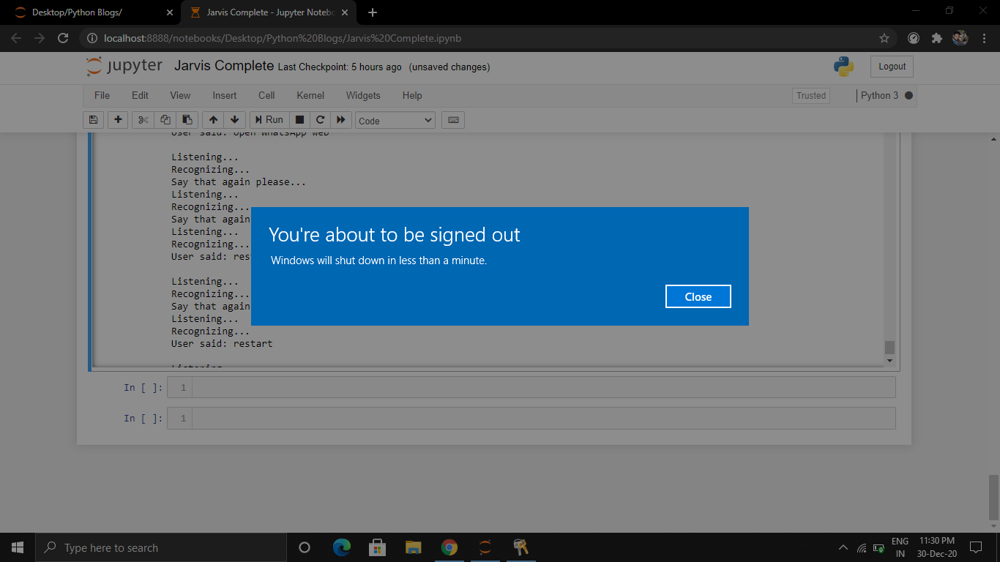 Desktop/Python Blogs/
Jarvis Complete - Jupyter Notebo
localhost:8888/notebooks/Desktop/Python%20Blogs/Jarvis%20Complete.ipynb
jupyter Jarvis Complete Last Checkpoint: 5 hours ago (unsaved changes)
Logout
File Edit View Insert Cell Kernel Widgets Help
Trusted
Python 3
Run
Code
User said: open WhatsApp web
Listening...
Recognizing...
Say that again please...
Listening...
Recognizing...
Say that again
Listening...
Recognizing...
User said: res
Listening...
Recognizing...
Say that again
Listening...
Recognizing...
User said: restart
Listening
You're about to be signed out
Windows will shut down in less than a minute.
Close
In [ ]: 1
In [ ]: 1
Type here to search
ENG
IN
11:30 PM
30-Dec-20